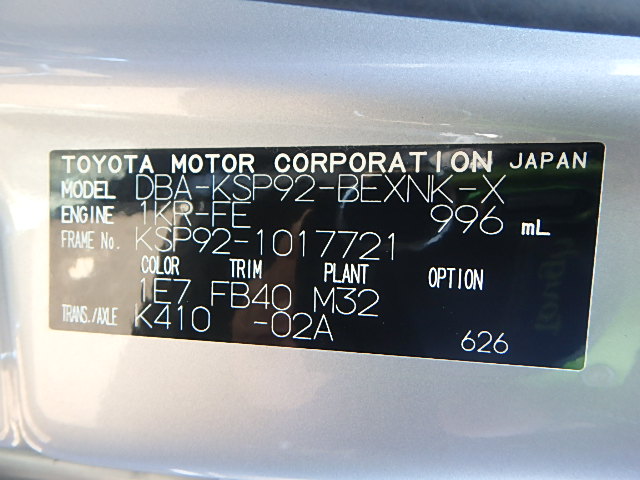 TOYOTA MOTOR CORPORATION JAPAN
MODEL DBA-KSP92-BEXNK-X
ENGINE 1KR-FE 996 mL
FRAME No. KSP92-1017721
COLOR TRIM PLANT OPTION
1E7 FB40 M32
TRANS./AXLE K410 -02A
626